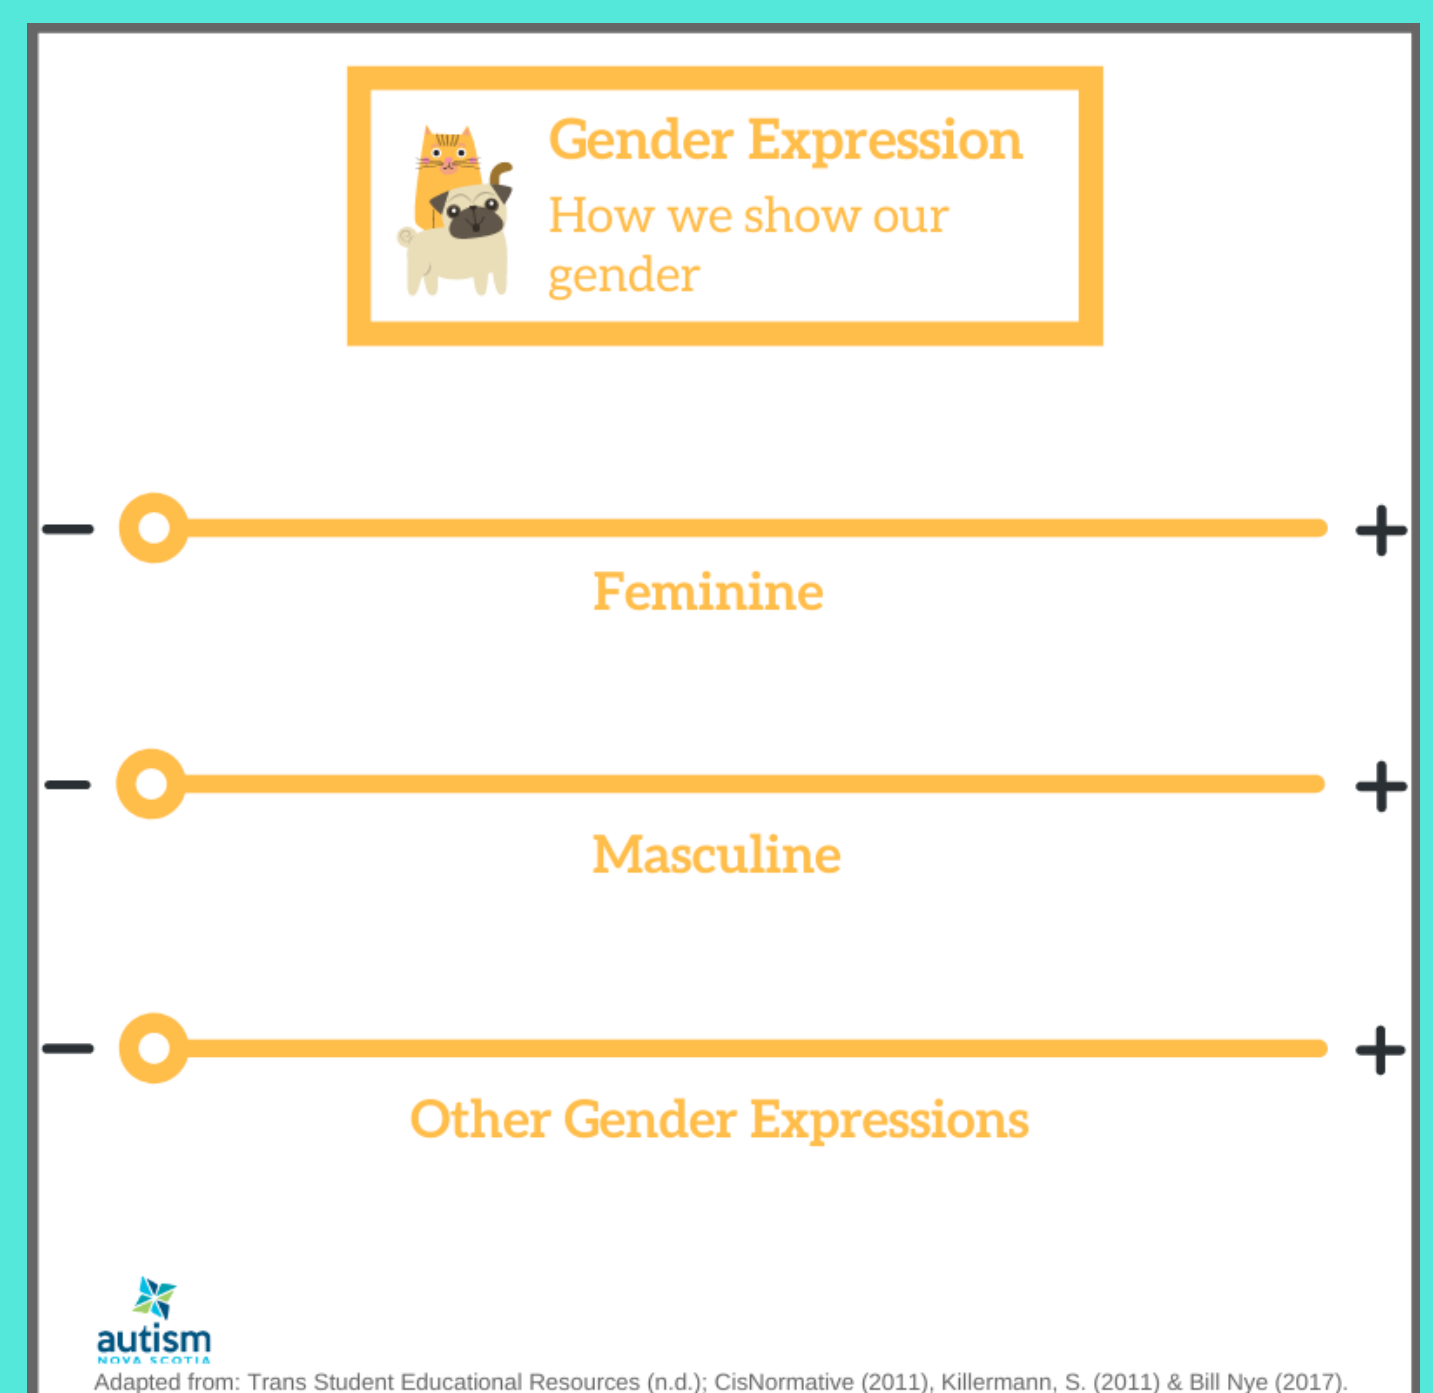 Gender Expression
How we show our
gender
Feminine
Masculine
Other Gender Expressions
autism
NOVA SCOTIA
Adapted from: Trans Student Educational Resources (n.d.); CisNormative (2011), Killermann, S. (2011) & Bill Nye (2017).